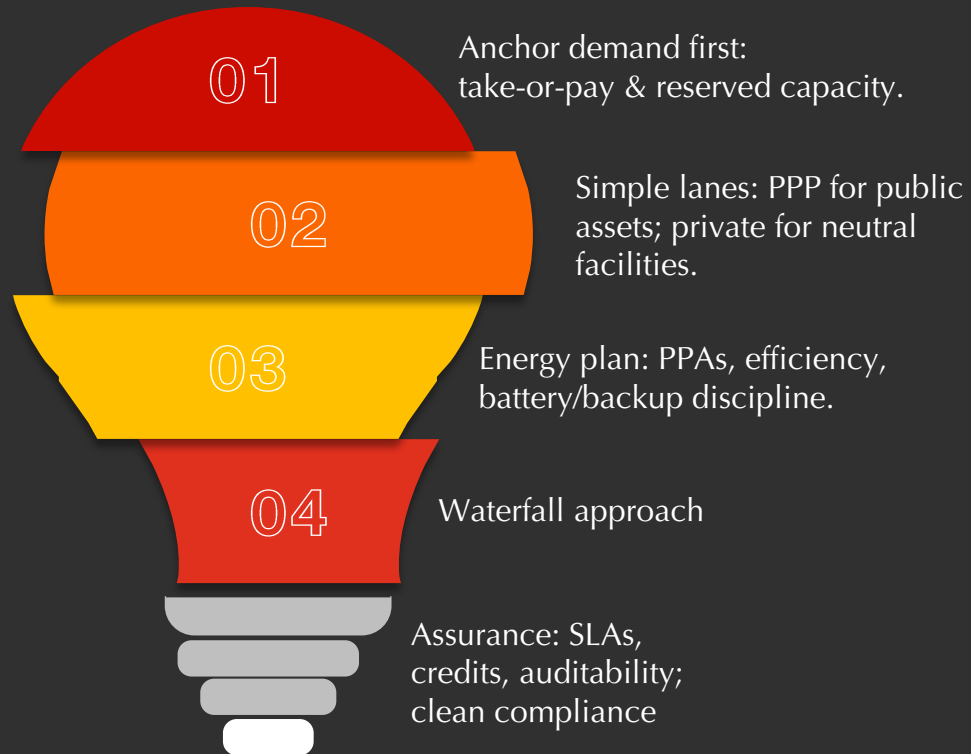 01
Anchor demand first:
take-or-pay & reserved capacity.
02
Simple lanes: PPP for public
assets; private for neutral
facilities.
03
Energy plan: PPAs, efficiency,
battery/backup discipline.
04
Waterfall approach
Assurance: SLAs,
credits, auditability;
clean compliance